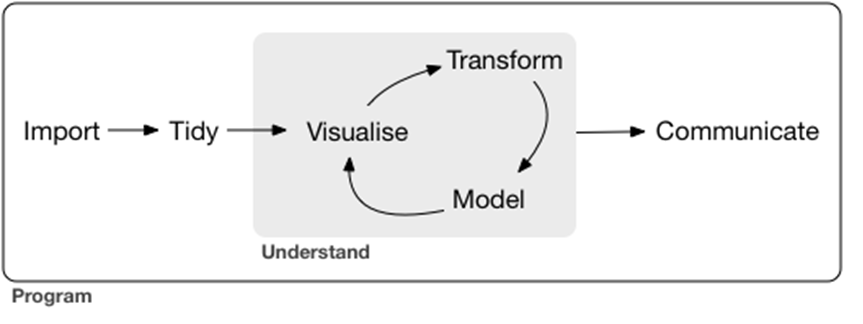 Import
Tidy
Visualise
Transform
Model
Communicate
Understand
Program